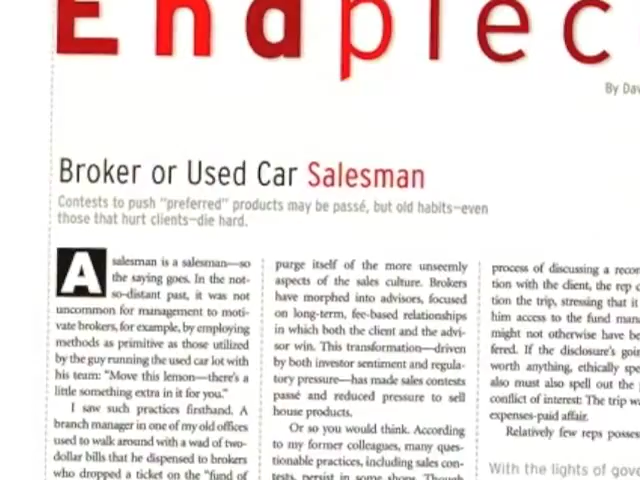 Endpiec
By Dav
Broker or Used Car Salesman
Contests to push "preferred" products may be passé, but old habits—even
those that hurt clients—die hard.
A salesman is a salesman—so
the saying goes. In the not-
so-distant past, it was not
uncommon for management to moti-
vate brokers, for example, by employing
methods as primitive as those utilized
by the guy running the used car lot with
his team: "Move this lemon—there's a
little something extra in it for you."
I saw such practices firsthand. A
branch manager in one of my old offices
used to walk around with a wad of two-
dollar bills that he dispensed to brokers
who dropped a ticket on the "fund of
purge itself of the more unseemly
aspects of the sales culture. Brokers
have morphed into advisors, focused
on long-term, fee-based relationships
in which both the client and the advi-
sor win. This transformation—driven
by both investor sentiment and regula-
tory pressure—has made sales contests
passé and reduced pressure to sell
house products.
Or so you would think. According
to my former colleagues, many ques-
tionable practices, including sales con-
tests, persist in some shops. Though
process of discussing a recom
tion with the client, the rep c
tion the trip, stressing that it
him access to the fund mana
might not otherwise have be
fered. If the disclosure's goin
worth anything, ethically spe
also must also spell out the p
conflict of interest: The trip wa
expenses-paid affair.
Relatively few reps posses
With the lights of gove